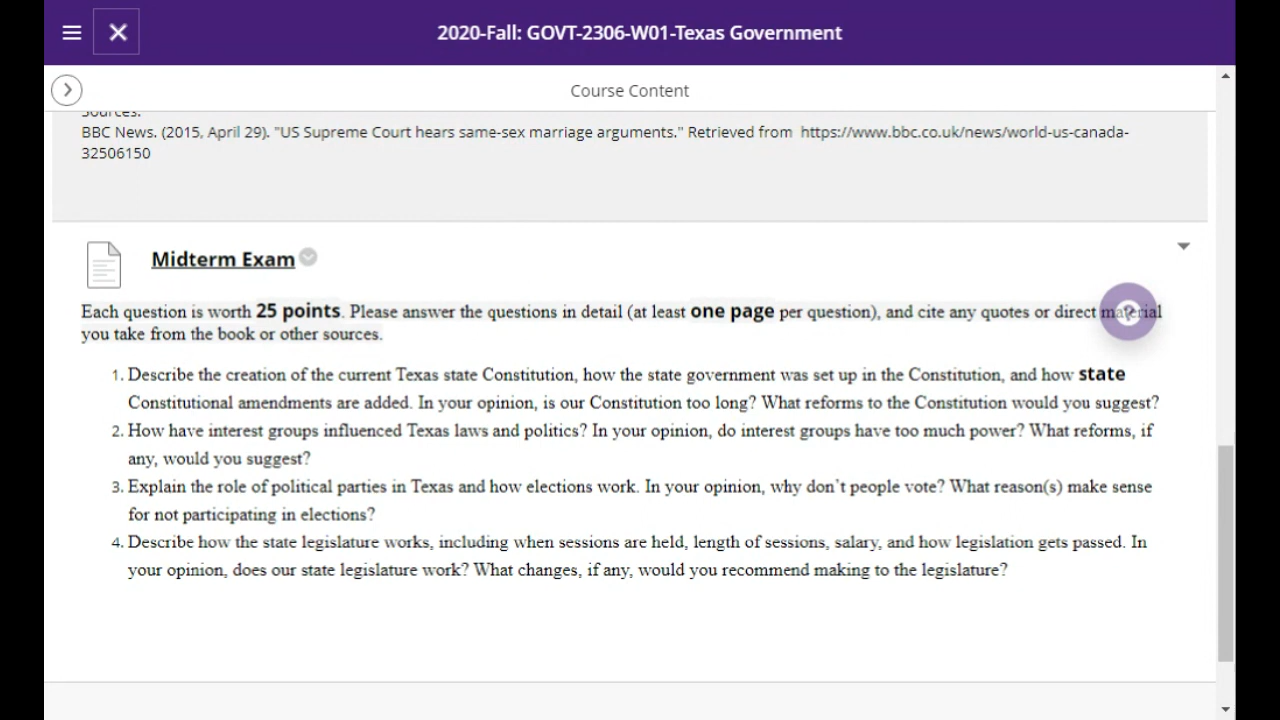 2020-Fall: GOVT-2306-W01-Texas Government
Course Content
Sources:
BBC News. (2015, April 29). "US Supreme Court hears same-sex marriage arguments." Retrieved from https://www.bbc.co.uk/news/world-us-canada-
32506150
Midterm Exam
Each question is worth 25 points. Please answer the questions in detail (at least one page per question), and cite any quotes or direct material
you take from the book or other sources.
1. Describe the creation of the current Texas state Constitution, how the state government was set up in the Constitution, and how state
Constitutional amendments are added. In your opinion, is our Constitution too long? What reforms to the Constitution would you suggest?
2. How have interest groups influenced Texas laws and politics? In your opinion, do interest groups have too much power? What reforms, if
any, would you suggest?
3. Explain the role of political parties in Texas and how elections work. In your opinion, why don't people vote? What reason(s) make sense
for not participating in elections?
4. Describe how the state legislature works, including when sessions are held, length of sessions, salary, and how legislation gets passed. In
your opinion, does our state legislature work? What changes, if any, would you recommend making to the legislature?